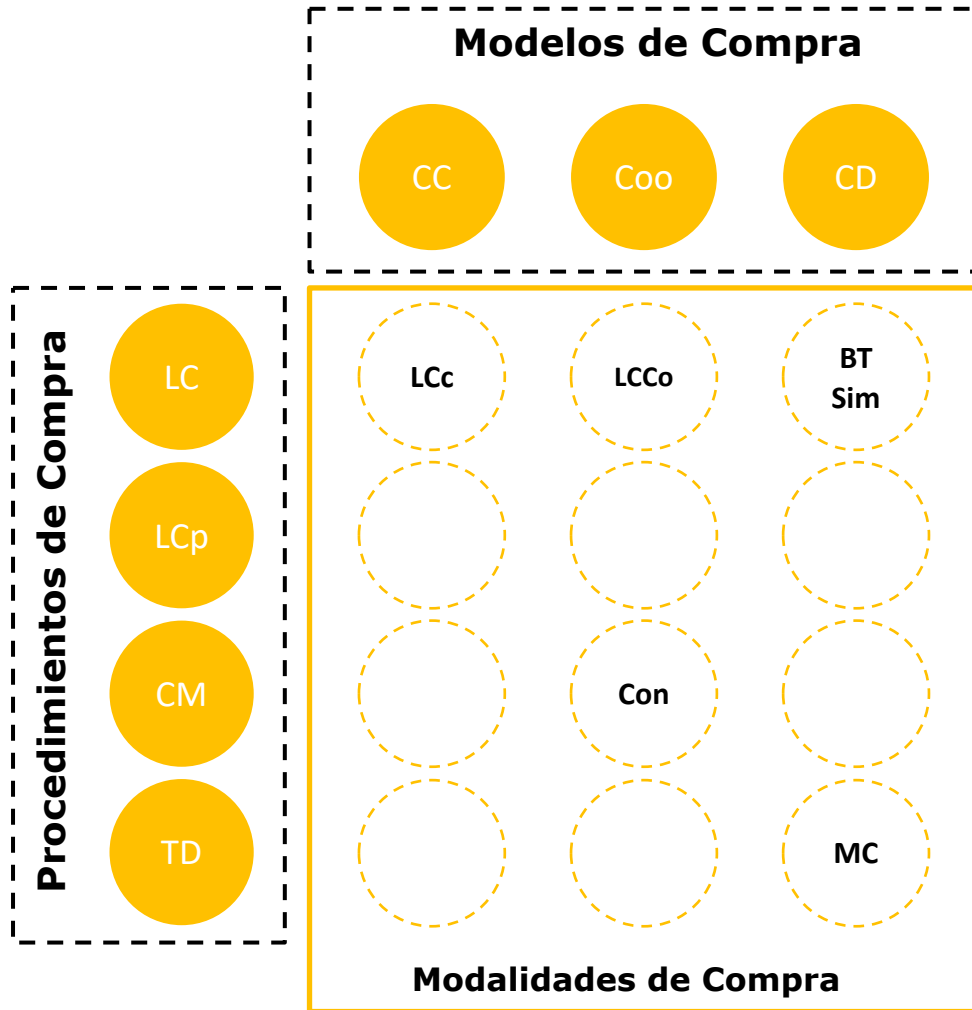 Modelos de Compra
CC
Coo
CD
Procedimientos de Compra
LC
LCc
LCCo
BT
Sim
LCp
CM
Con
TD
MC
Modalidades de Compra